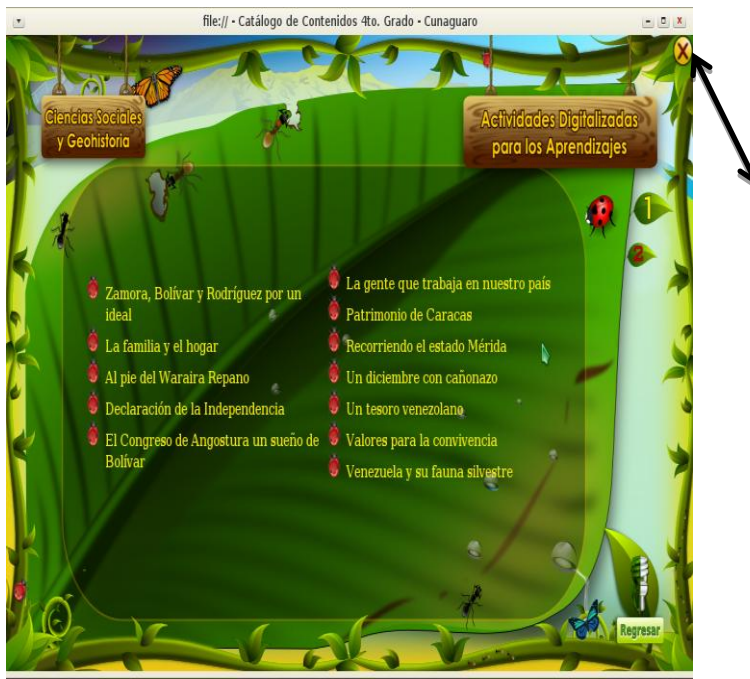 file:// - Catálogo de Contenidos 4to. Grado - Cunaguaro
Ciencias Sociales
y Geohistoria
Actividades Digitalizadas
para los Aprendizajes
1
2
Zamora, Bolívar y Rodríguez por un
ideal
La familia y el hogar
Al pie del Waraira Repano
Declaración de la Independencia
El Congreso de Angostura un sueño de
Bolívar
La gente que trabaja en nuestro país
Patrimonio de Caracas
Recorriendo el estado Mérida
Un diciembre con cañonazo
Un tesoro venezolano
Valores para la convivencia
Venezuela y su fauna silvestre
Regresar